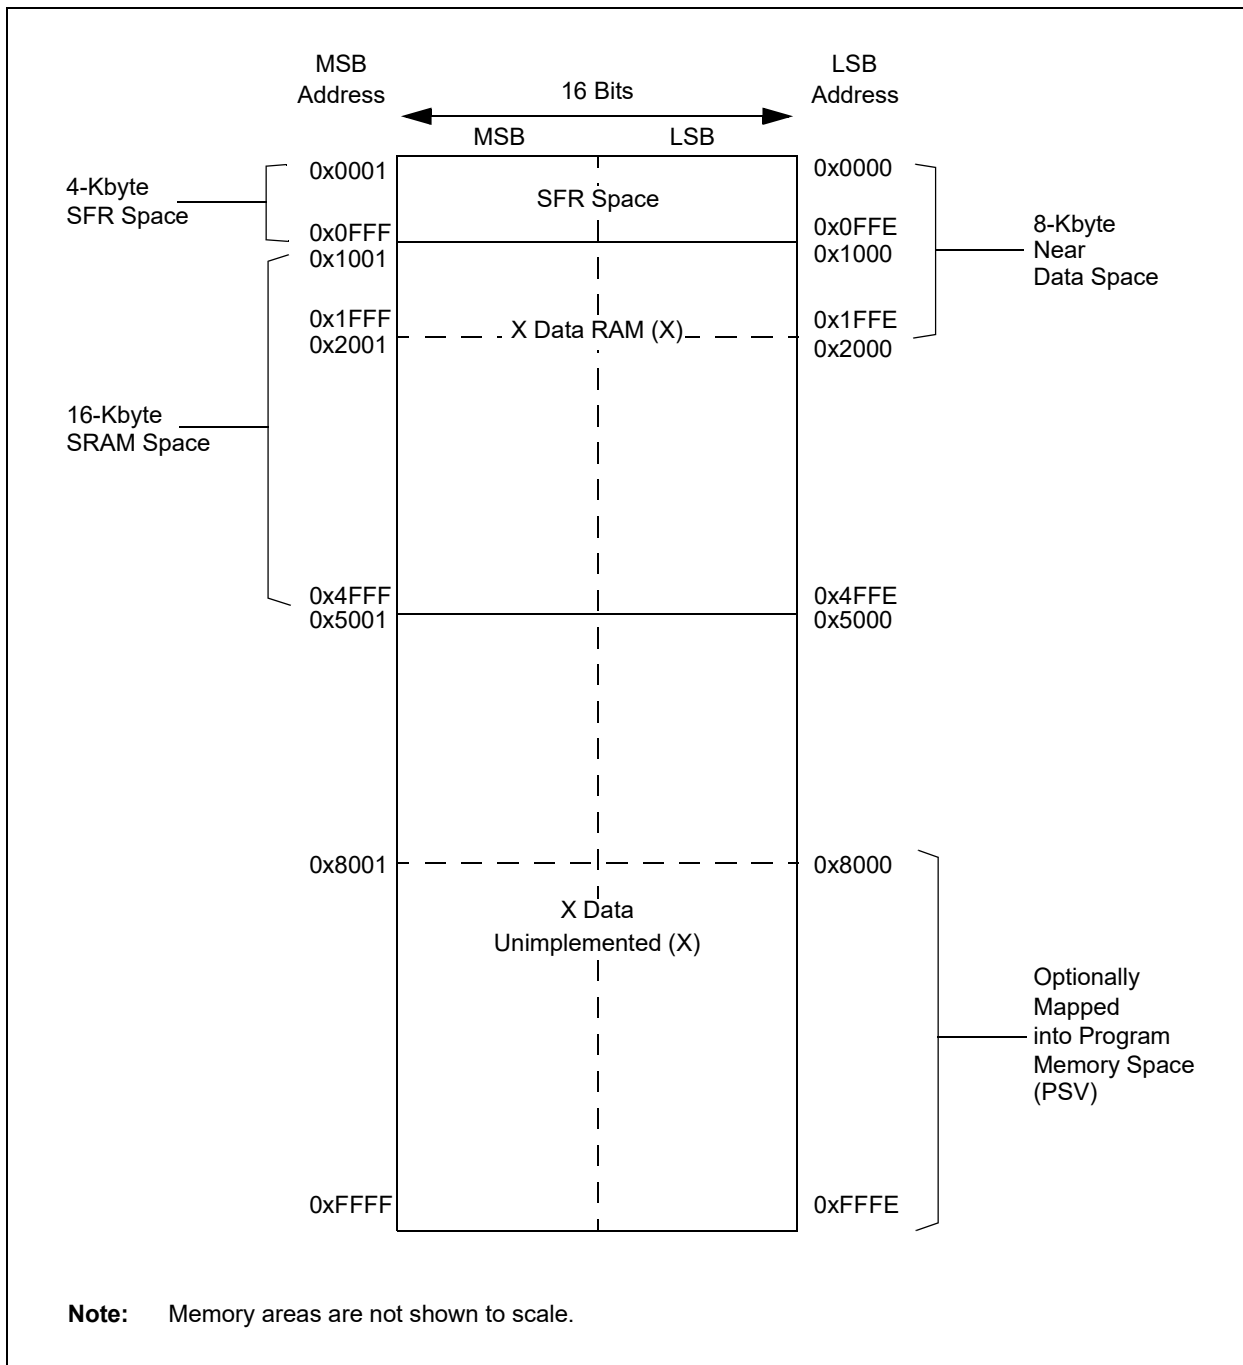 MSB
Address
16 Bits
LSB
Address
MSB
LSB
4-Kbyte
SFR Space
0x0001
0x0FFF
0x1001
SFR Space
0x0000
0x0FFE
0x1000
8-Kbyte
Near
Data Space
0x1FFF
0x2001
X Data RAM (X)
0x1FFE
0x2000
16-Kbyte
SRAM Space
0x4FFF
0x5001
0x4FFE
0x5000
0x8001
0x8000
X Data
Unimplemented (X)
Optionally
Mapped
into Program
Memory Space
(PSV)
0xFFFF
0xFFFE
Note: Memory areas are not shown to scale.